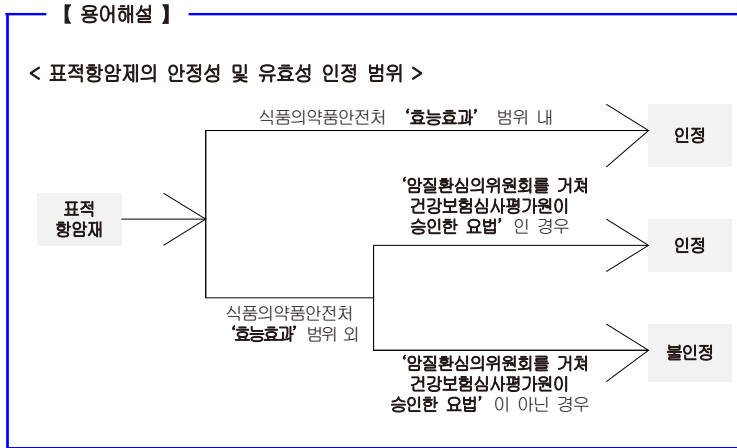 【 용어해설 】
< 표적항암제의 안정성 및 유효성 인정 범위 >
식품의약품안전처 ‘효능효과’ 범위 내
인정
표적
항암재
‘암질환심의위원회를 거쳐
건강보험심사평가원이
승인한 요법’ 인 경우
인정
식품의약품안전처
‘효능효과’ 범위 외
‘암질환심의위원회를 거쳐
건강보험심사평가원이
승인한 요법’ 이 아닌 경우
불인정